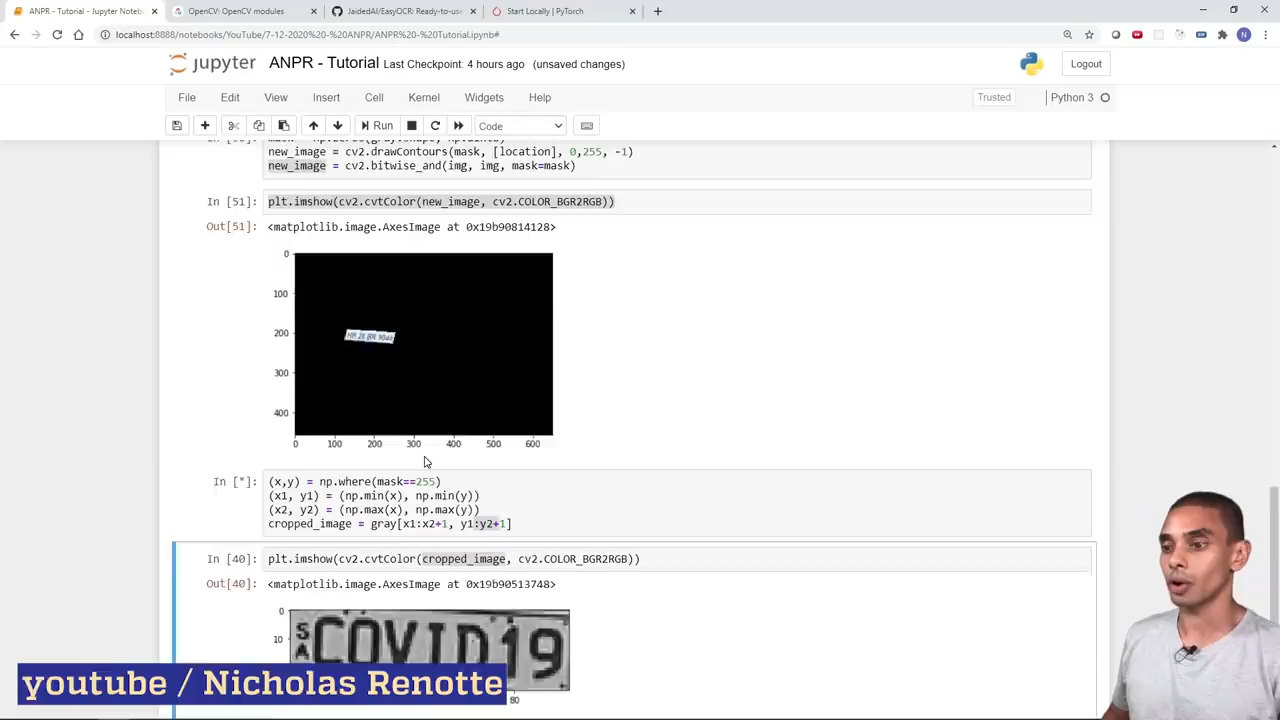 ANPR - Tutorial - Jupyter Noteb
OpenCV: OpenCV modules
JaidedAI/EasyOCR: Ready-to-use
Start Locally | PyTorch
localhost:8888/notebooks/YouTube/7-12-2020%20-%20ANPR/ANPR%20-%20Tutorial.ipynb#
N
jupyter
ANPR - Tutorial Last Checkpoint: 4 hours ago (unsaved changes)
Logout
File Edit View Insert Cell Kernel Widgets Help
Trusted
Python 3
Run
Code
new_image = cv2.drawContours(mask, [location], 0,255, -1)
new_image = cv2.bitwise_and(img, img, mask=mask)
In [51]: plt.imshow(cv2.cvtColor(new_image, cv2.COLOR_BGR2RGB))
Out[51]: <matplotlib.image.AxesImage at 0x19b90814128>
0
100
200
300
400
0 100 200 300 400 500 600
In [*]: (x,y) = np.where(mask==255)
(x1, y1) = (np.min(x), np.min(y))
(x2, y2) = (np.max(x), np.max(y))
cropped_image = gray[x1:x2+1, y1:y2+1]
In [40]: plt.imshow(cv2.cvtColor(cropped_image, cv2.COLOR_BGR2RGB))
Out[40]: <matplotlib.image.AxesImage at 0x19b90513748>
0
10
SA COVID19
80
youtube / Nicholas Renotte